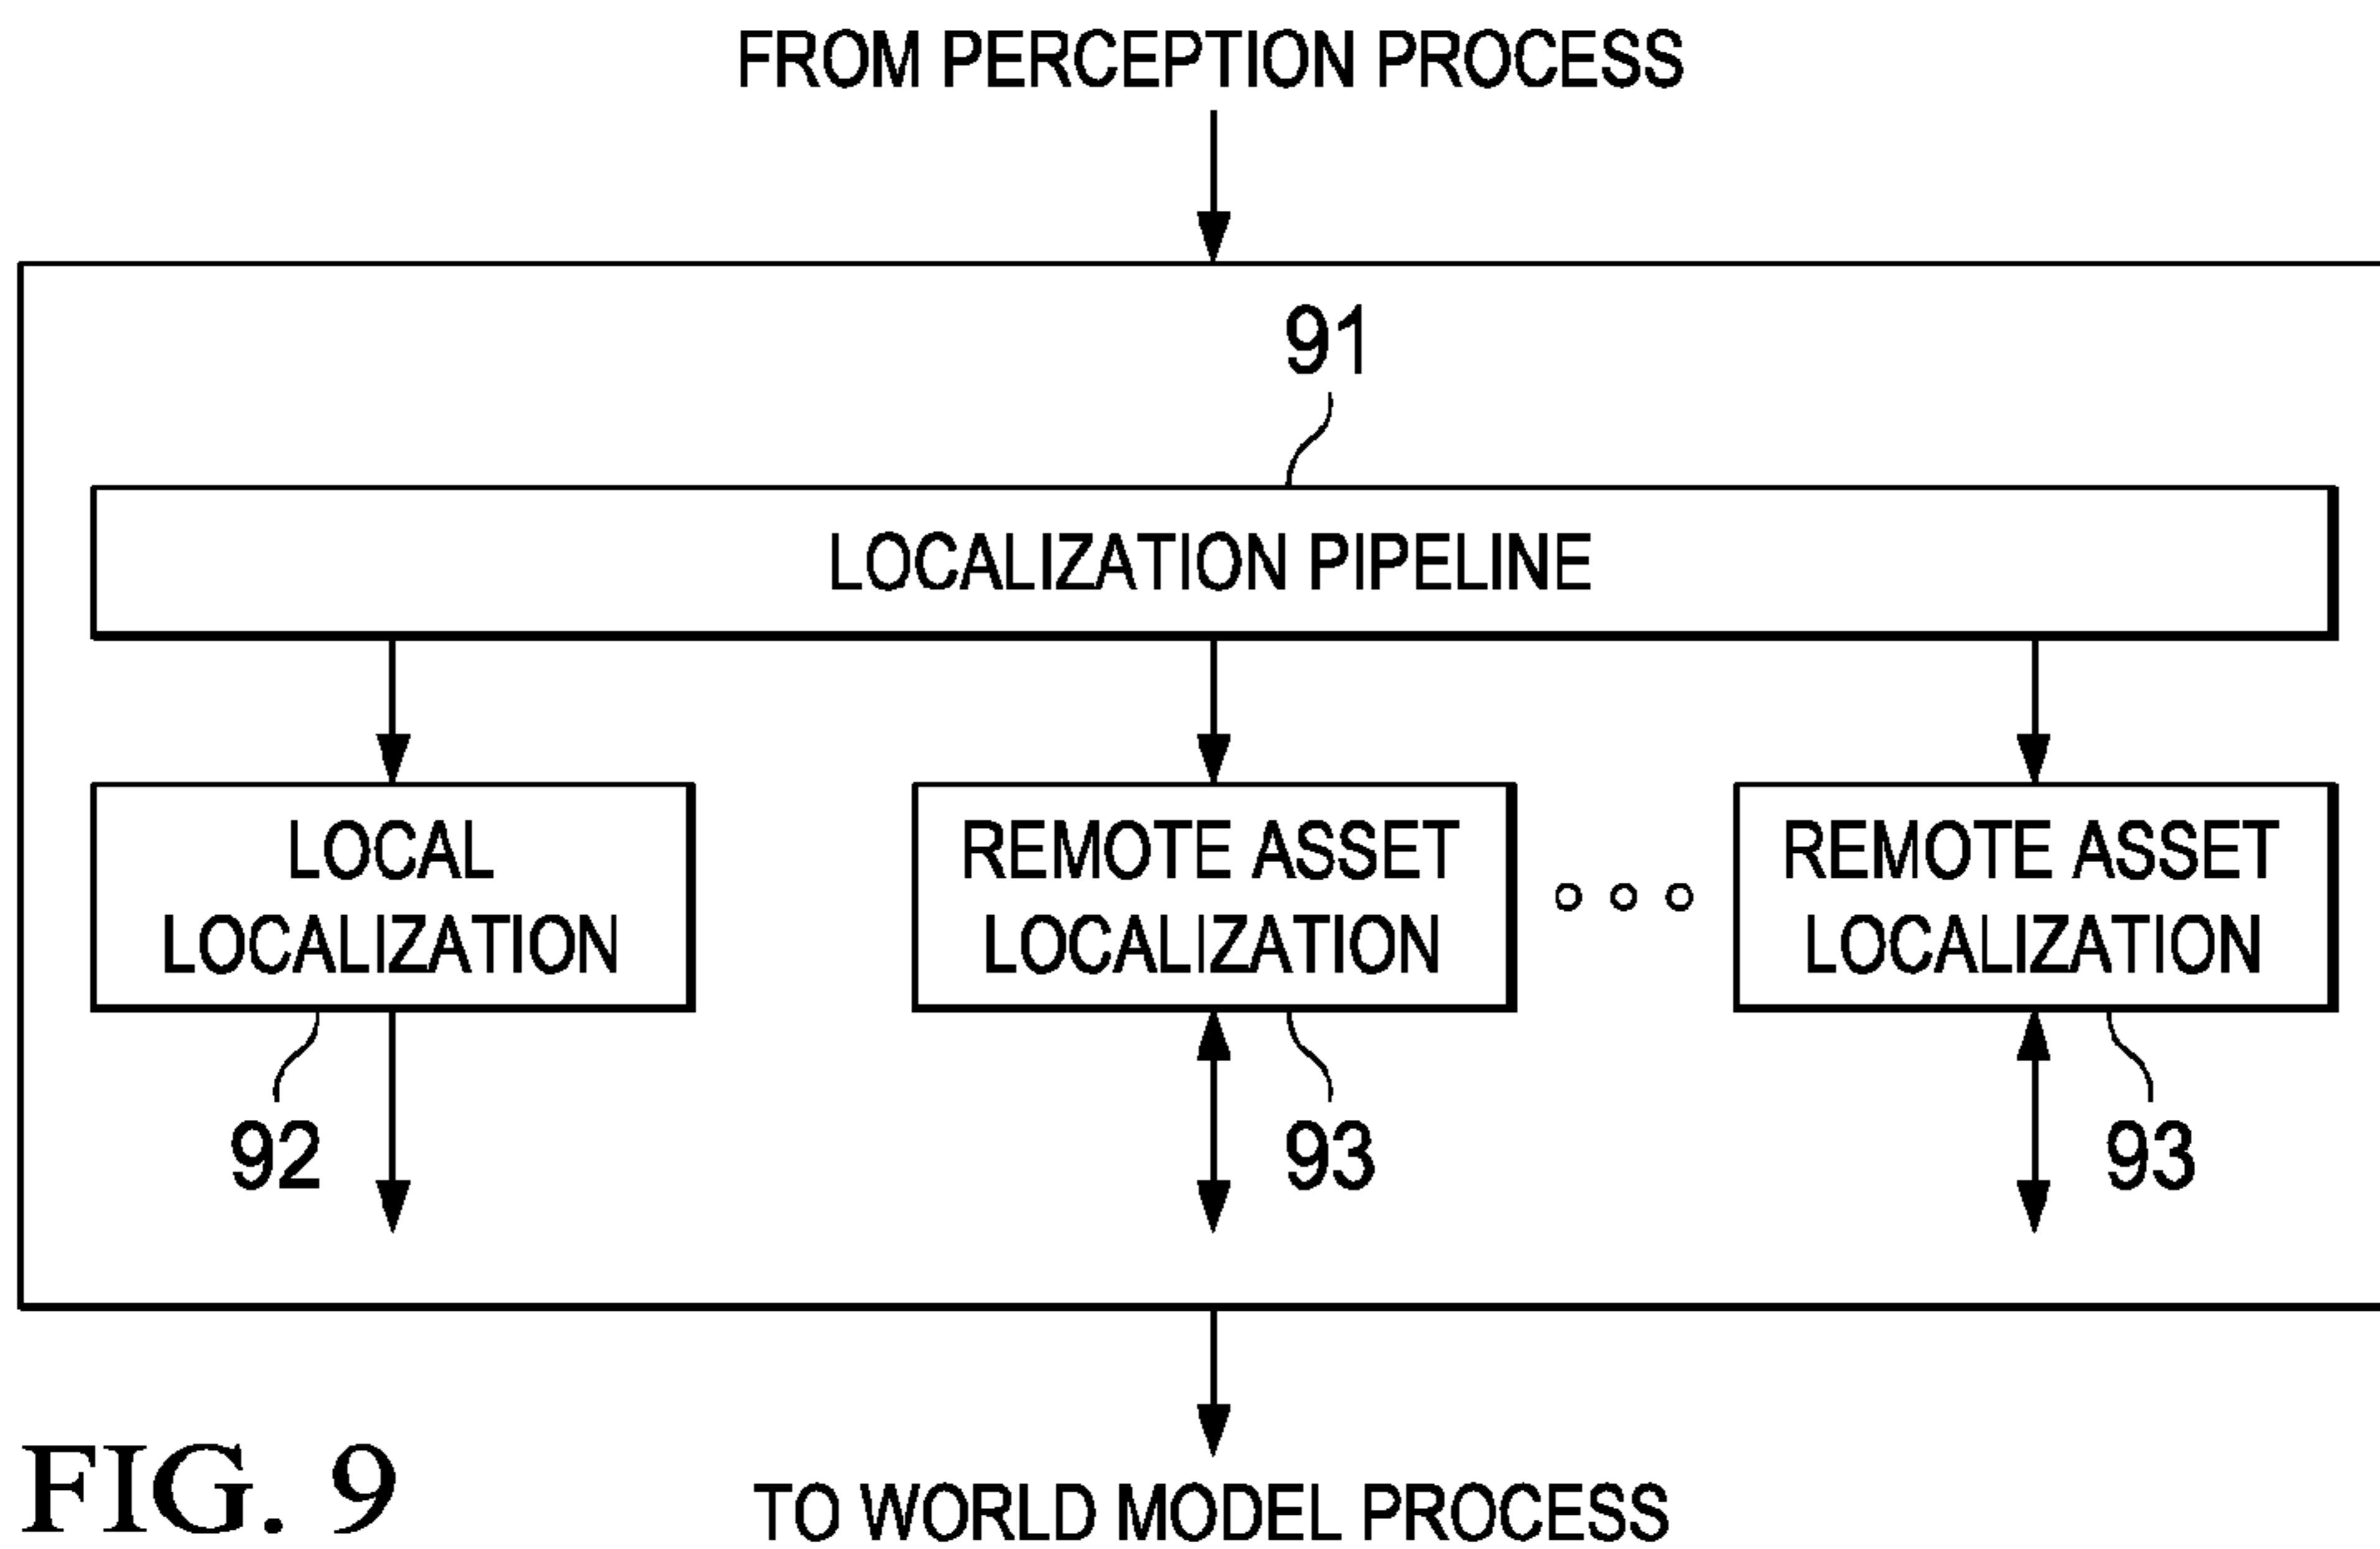 FROM PERCEPTION PROCESS
91
LOCALIZATION PIPELINE
LOCAL
LOCALIZATION
REMOTE ASSET
LOCALIZATION
REMOTE ASSET
LOCALIZATION
92
93
93
TO WORLD MODEL PROCESS
FIG. 9